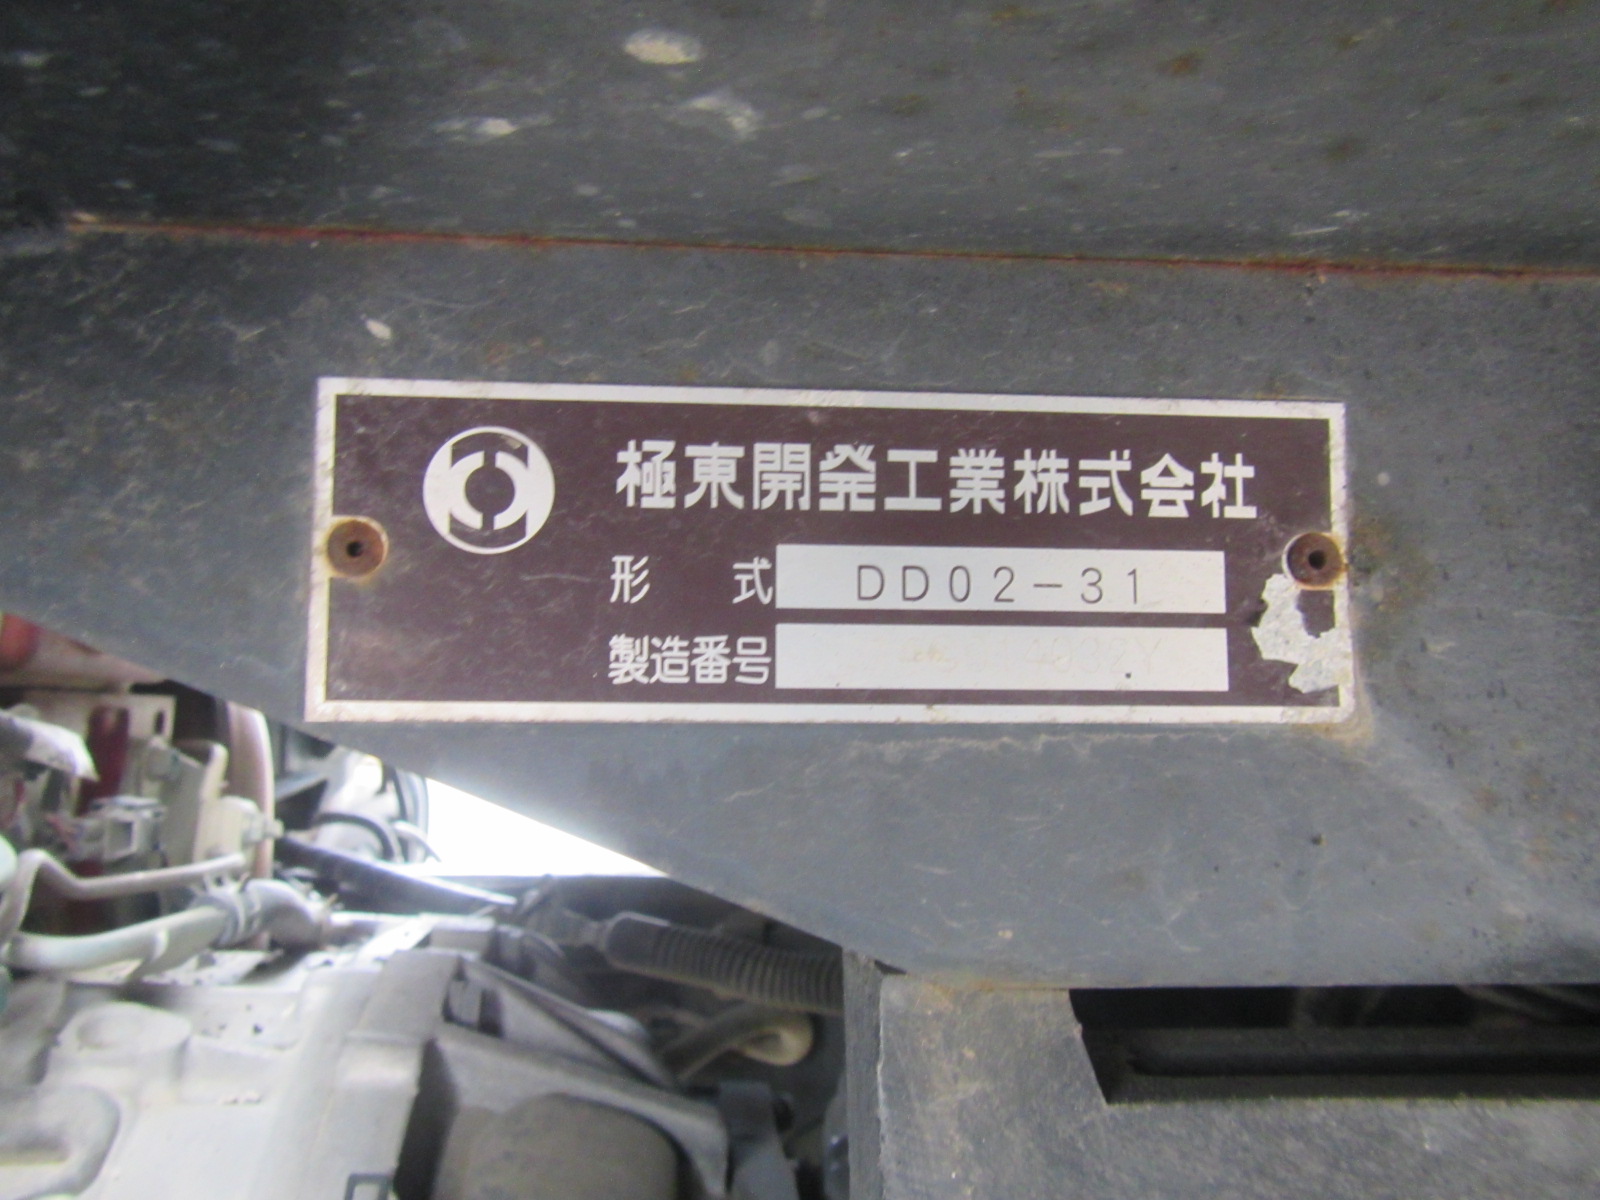 極東開発工業株式会社
形式 DD02-31
製造番号